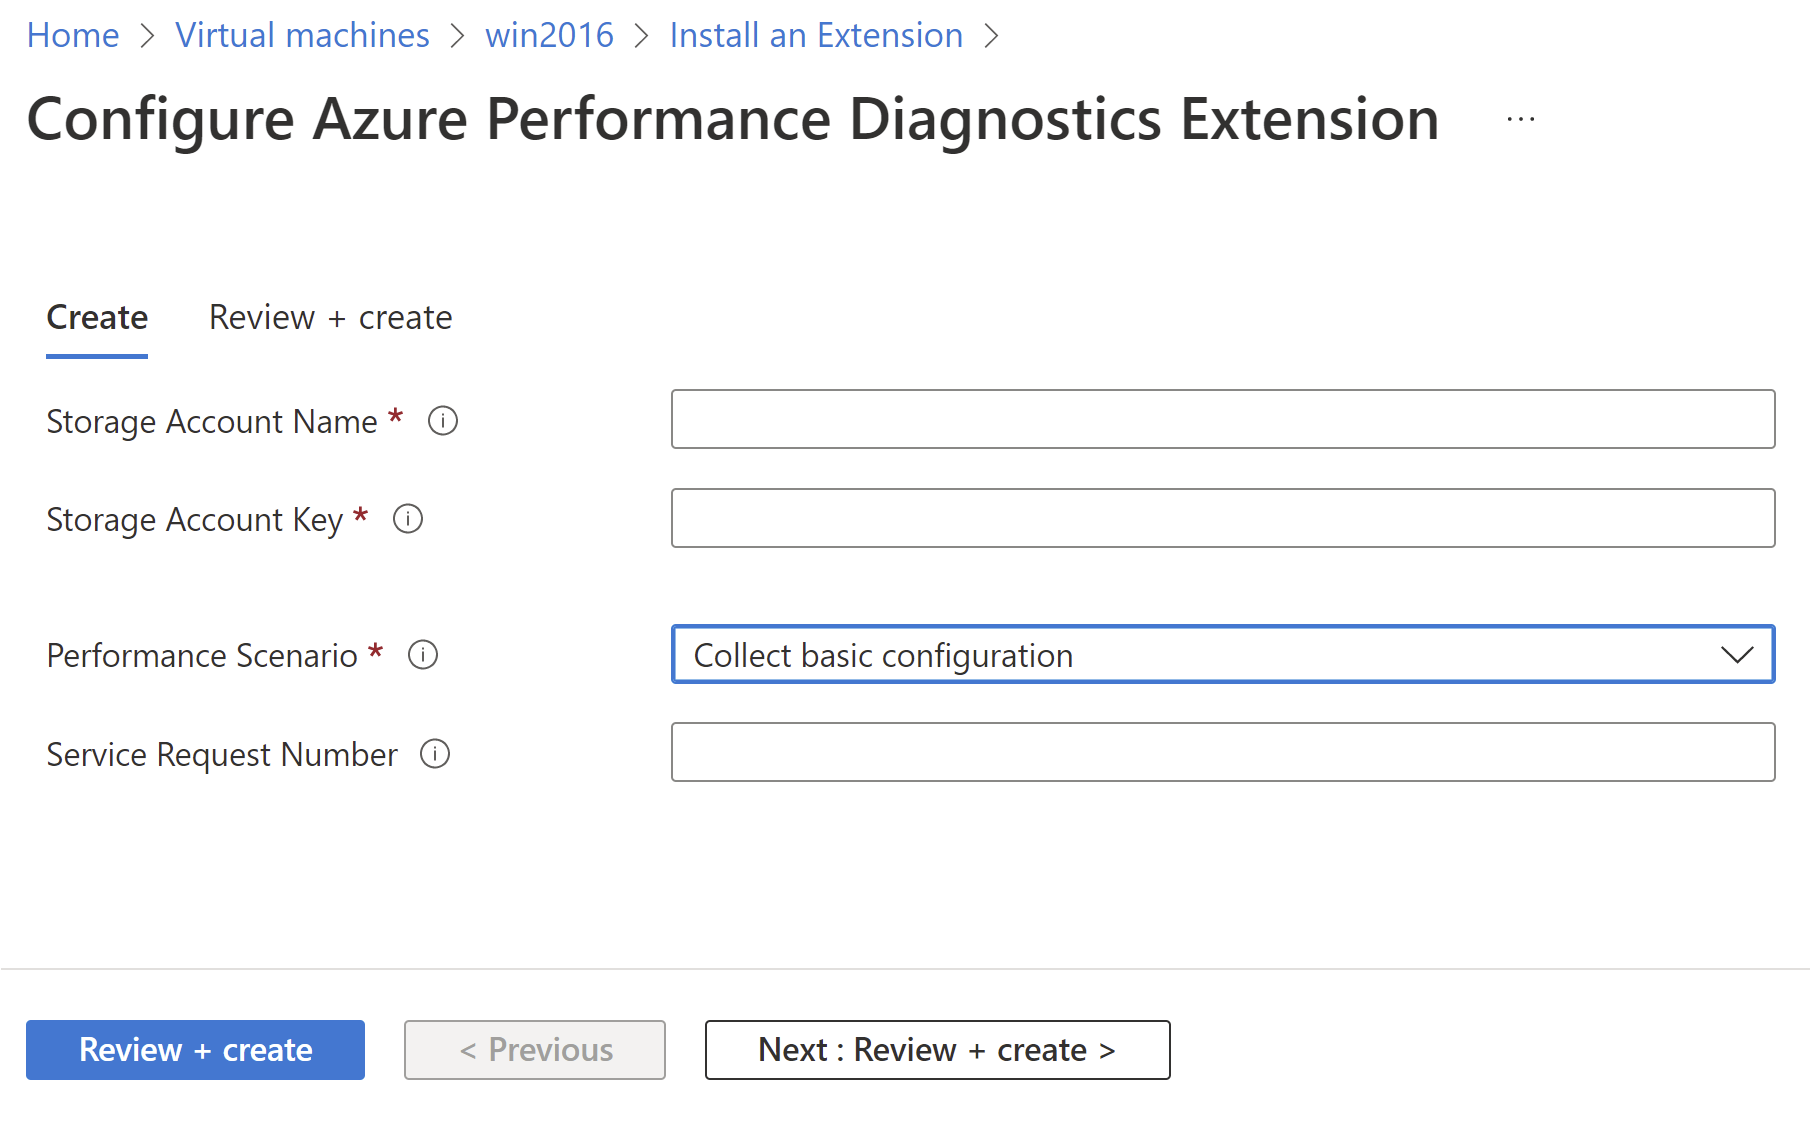 Home > Virtual machines > win2016 > Install an Extension >
Configure Azure Performance Diagnostics Extension ...
Create Review + create
Storage Account Name *
Storage Account Key *
Performance Scenario * Collect basic configuration
Service Request Number
Review + create < Previous Next : Review + create >